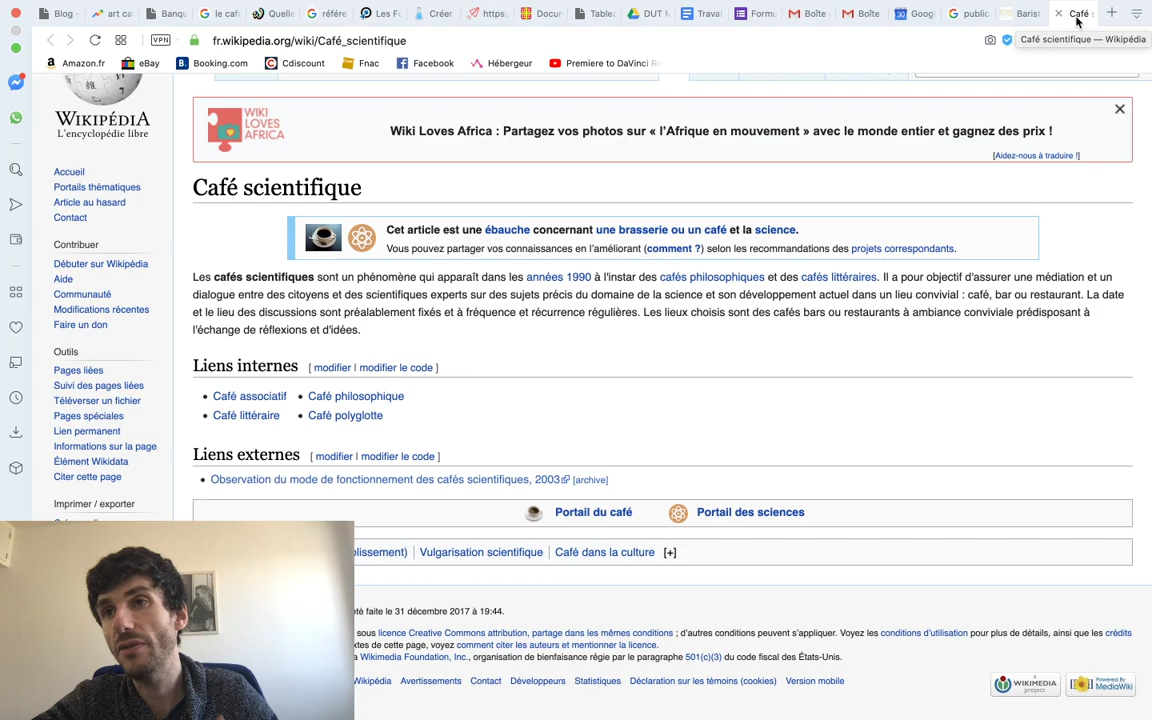 Blog -
art ca
Banqu
le café
Quelle
référe
Les Fo
Créer
https:
Docun
Tablea
DUT M
Travai
Formu
Boîte
Boîte
Googl
public
Barist
Café s
VPN
fr.wikipedia.org/wiki/Café_scientifique
Café scientifique — Wikipédia
Amazon.fr
eBay
Booking.com
Cdiscount
Fnac
Facebook
Hébergeur
Premiere to DaVinci Re
WIKIPÉDIA
L'encyclopédie libre
Accueil
Portails thématiques
Article au hasard
Contact
Contribuer
Débuter sur Wikipédia
Aide
Communauté
Modifications récentes
Faire un don
Outils
Pages liées
Suivi des pages liées
Téléverser un fichier
Pages spéciales
Lien permanent
Informations sur la page
Élément Wikidata
Citer cette page
Imprimer / exporter
WIKI
LOVES
AFRICA
Wiki Loves Africa : Partagez vos photos sur « l'Afrique en mouvement » avec le monde entier et gagnez des prix !
[Aidez-nous à traduire !]
Café scientifique
Cet article est une ébauche concernant une brasserie ou un café et la science.
Vous pouvez partager vos connaissances en l'améliorant (comment ?) selon les recommandations des projets correspondants.
Les cafés scientifiques sont un phénomène qui apparaît dans les années 1990 à l'instar des cafés philosophiques et des cafés littéraires. Il a pour objectif d'assurer une médiation et un
dialogue entre des citoyens et des scientifiques experts sur des sujets précis du domaine de la science et son développement actuel dans un lieu convivial : café, bar ou restaurant. La date
et le lieu des discussions sont préalablement fixés et à fréquence et récurrence régulières. Les lieux choisis sont des cafés bars ou restaurants à ambiance conviviale prédisposant à
l'échange de réflexions et d'idées.
Liens internes [ modifier | modifier le code ]
• Café associatif • Café philosophique
• Café littéraire • Café polyglotte
Liens externes [ modifier | modifier le code ]
• Observation du mode de fonctionnement des cafés scientifiques, 2003 [archive]
Portail du café Portail des sciences
lissement) | Vulgarisation scientifique | Café dans la culture [+]
été faite le 31 décembre 2017 à 19:44.
sous licence Creative Commons attribution, partage dans les mêmes conditions ; d'autres conditions peuvent s'appliquer. Voyez les conditions d'utilisation pour plus de détails, ainsi que les crédits
xtes de cette page, voyez comment citer les auteurs et mentionner la licence.
a Wikimedia Foundation, Inc., organisation de bienfaisance régie par le paragraphe 501(c)(3) du code fiscal des États-Unis.
Wikipédia Avertissements Contact Développeurs Statistiques Déclaration sur les témoins (cookies) Version mobile
A WIKIMEDIA project
Powered By MediaWiki